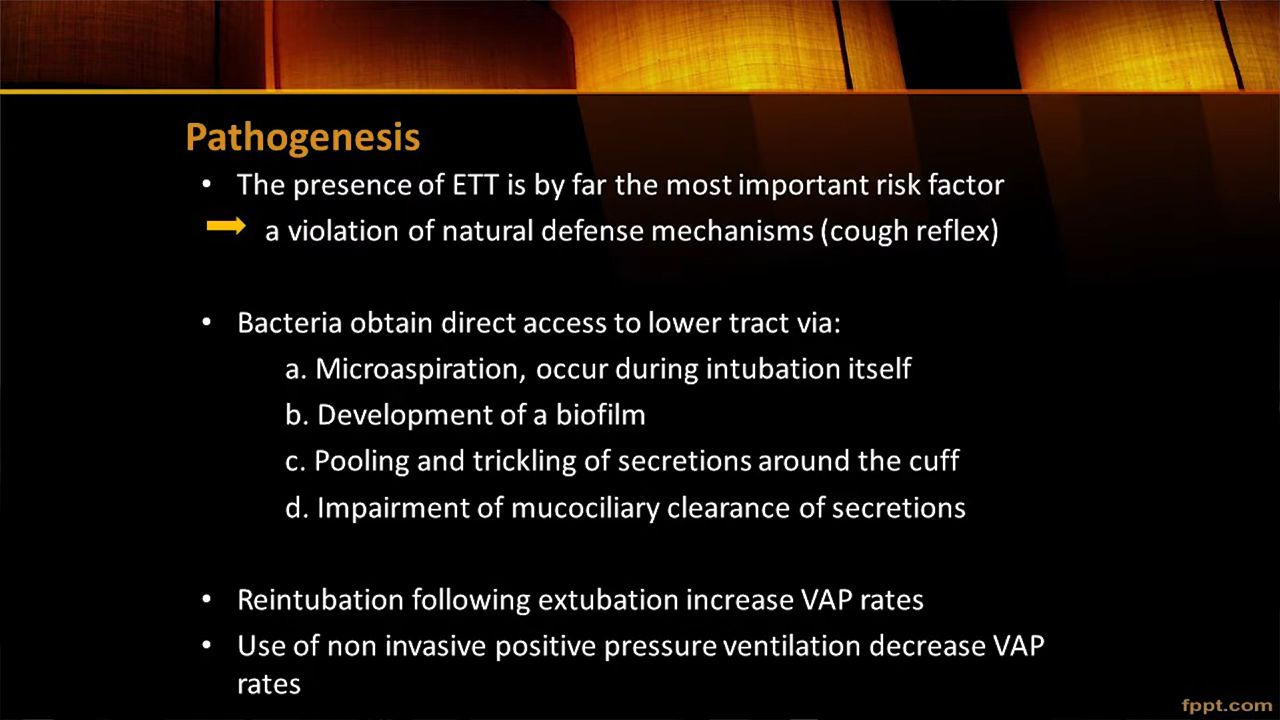 Pathogenesis
• The presence of ETT is by far the most important risk factor
a violation of natural defense mechanisms (cough reflex)
• Bacteria obtain direct access to lower tract via:
a. Microaspiration, occur during intubation itself
b. Development of a biofilm
c. Pooling and trickling of secretions around the cuff
d. Impairment of mucociliary clearance of secretions
• Reintubation following extubation increase VAP rates
• Use of non invasive positive pressure ventilation decrease VAP
rates
fppt.com